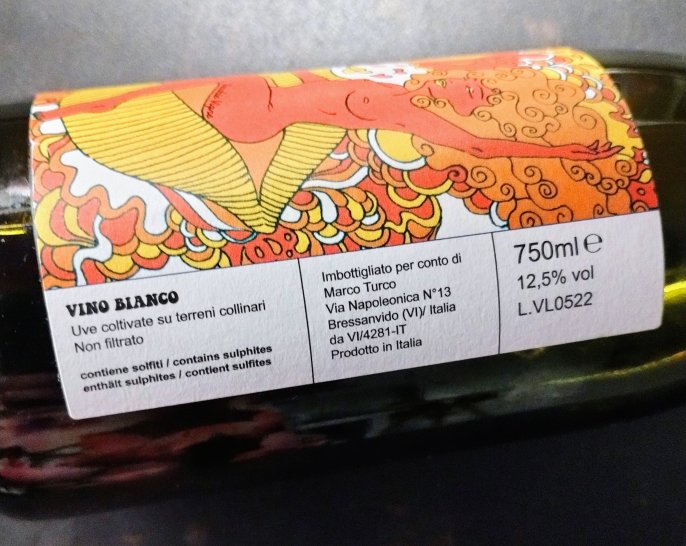 VINO BIANCO
Uve coltivate su terreni collinari
Non filtrato
contiene solfiti / contains sulphites
enthält sulphites / contient sulfites
Imbottigliato per conto di
Marco Turco
Via Napoleonica N°13
Bressanvido (VI)/ Italia
da VI/4281-IT
Prodotto in Italia
750ml e
12,5% vol
L.VL0522